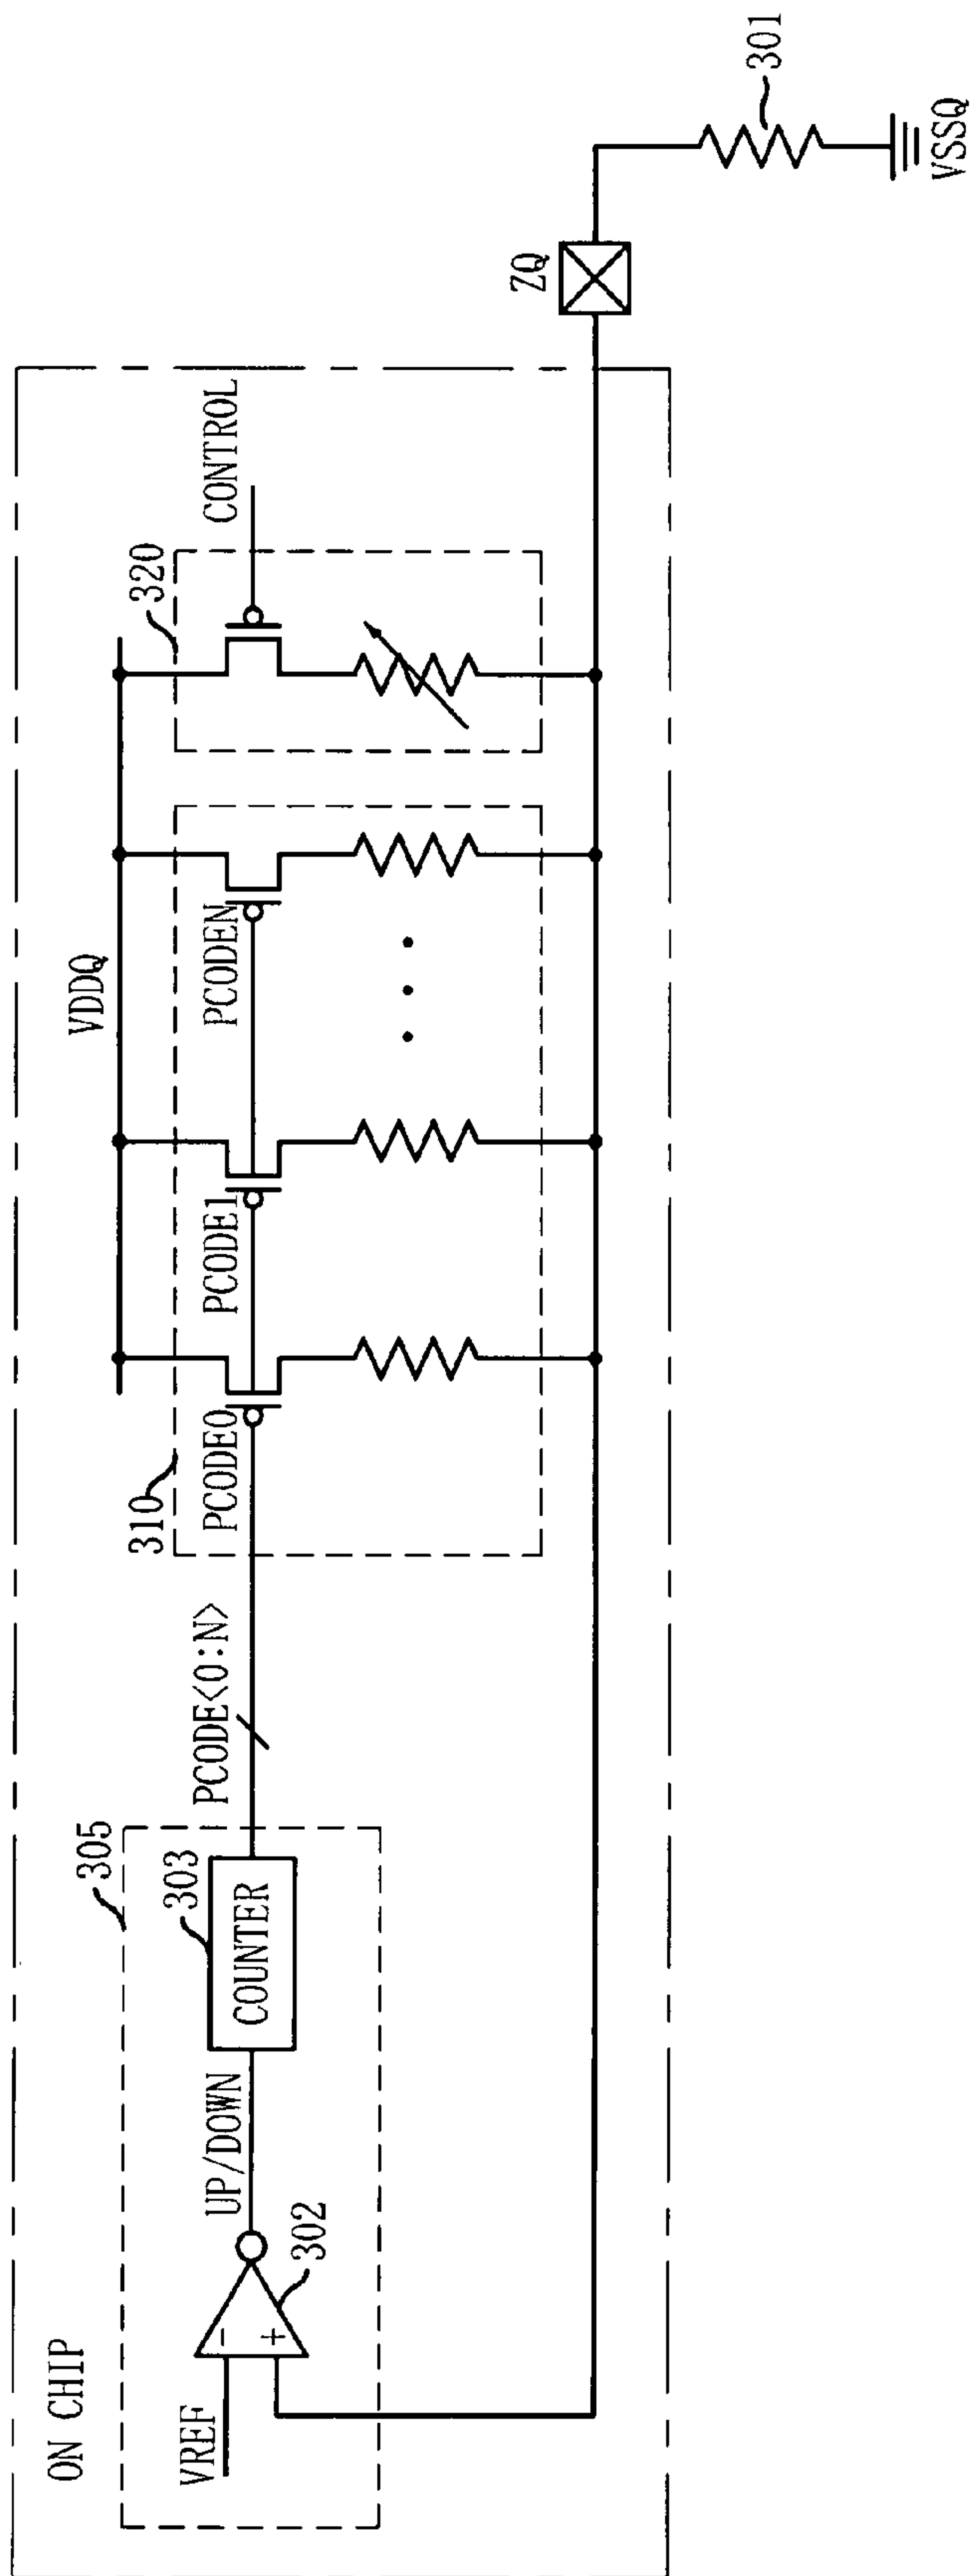 ON CHIP
305
VREF
-
+
302
UP/DOWN
303
COUNTER
PCODE<0:N>
310
VDDQ
PCODE0
PCODE1
PCODEN
320
CONTROL
ZQ
301
VSSQ